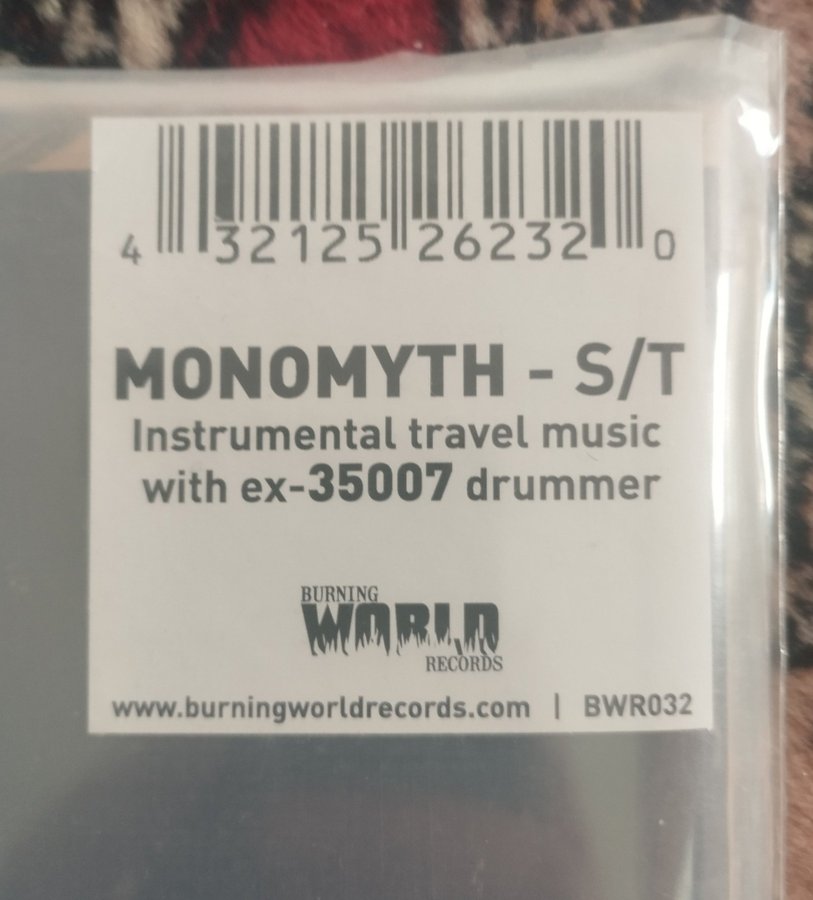 4 32125 26232 0
MONOMYTH - S/T
Instrumental travel music
with ex-35007 drummer
BURNING
WORLD
RECORDS
www.burningworldrecords.com | BWR032